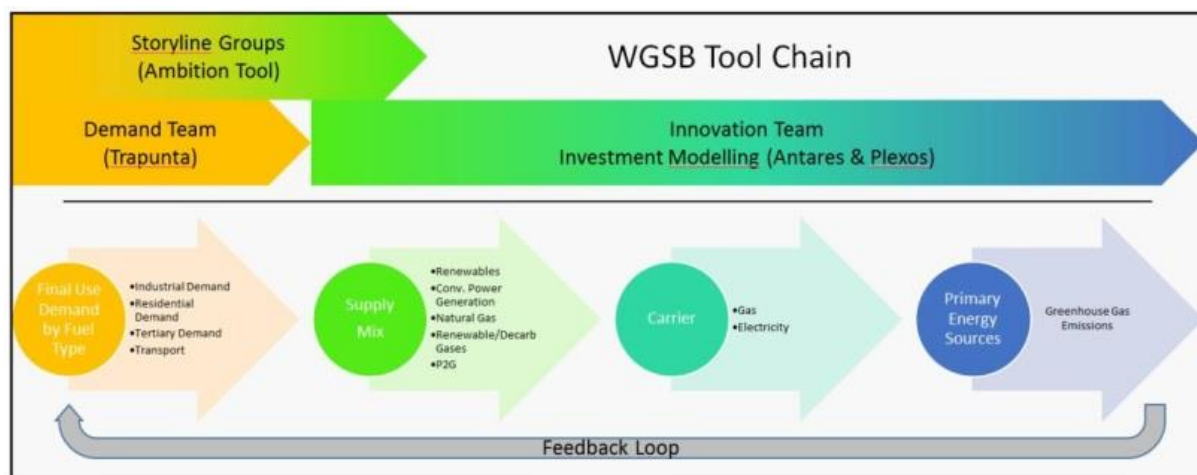 Storyline Groups
(Ambition Tool)
WGSB Tool Chain
Demand Team
(Trapunta)
Innovation Team
Investment Modelling (Antares & Plexos)
Final Use
Demand
by Fuel
Type
•Industrial Demand
•Residential
Demand
•Tertiary Demand
•Transport
Supply
Mix
•Renewables
•Conv. Power
Generation
•Natural Gas
•Renewable/Decarb
Gases
•P2G
Carrier
•Gas
•Electricity
Primary
Energy
Sources
Greenhouse Gas
Emissions
Feedback Loop